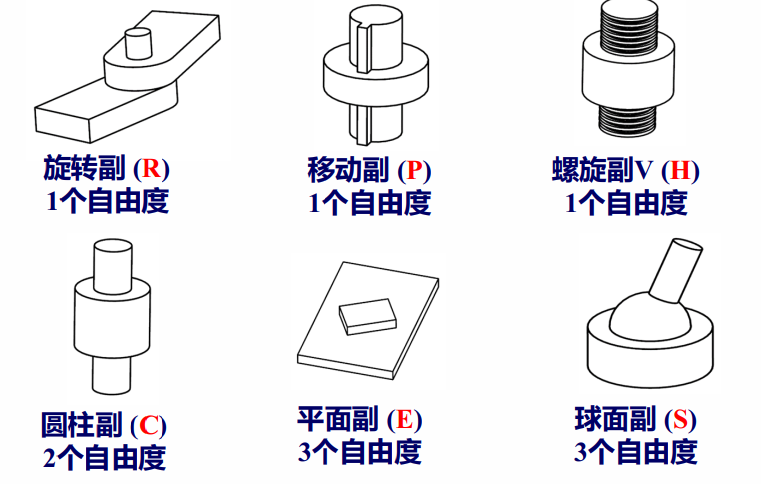 旋转副 (R)
1个自由度
移动副 (P)
1个自由度
螺旋副V (H)
1个自由度
圆柱副 (C)
2个自由度
平面副 (E)
3个自由度
球面副 (S)
3个自由度